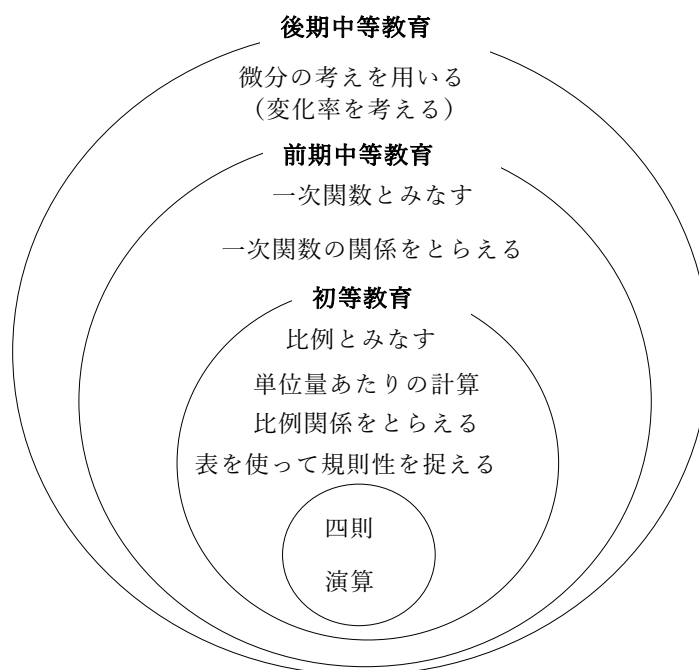 後期中等教育
微分の考えを用いる
（変化率を考える）
前期中等教育
一次関数とみなす
一次関数の関係をとらえる
初等教育
比例とみなす
単位量あたりの計算
比例関係をとらえる
表を使って規則性を捉える
四則
演算